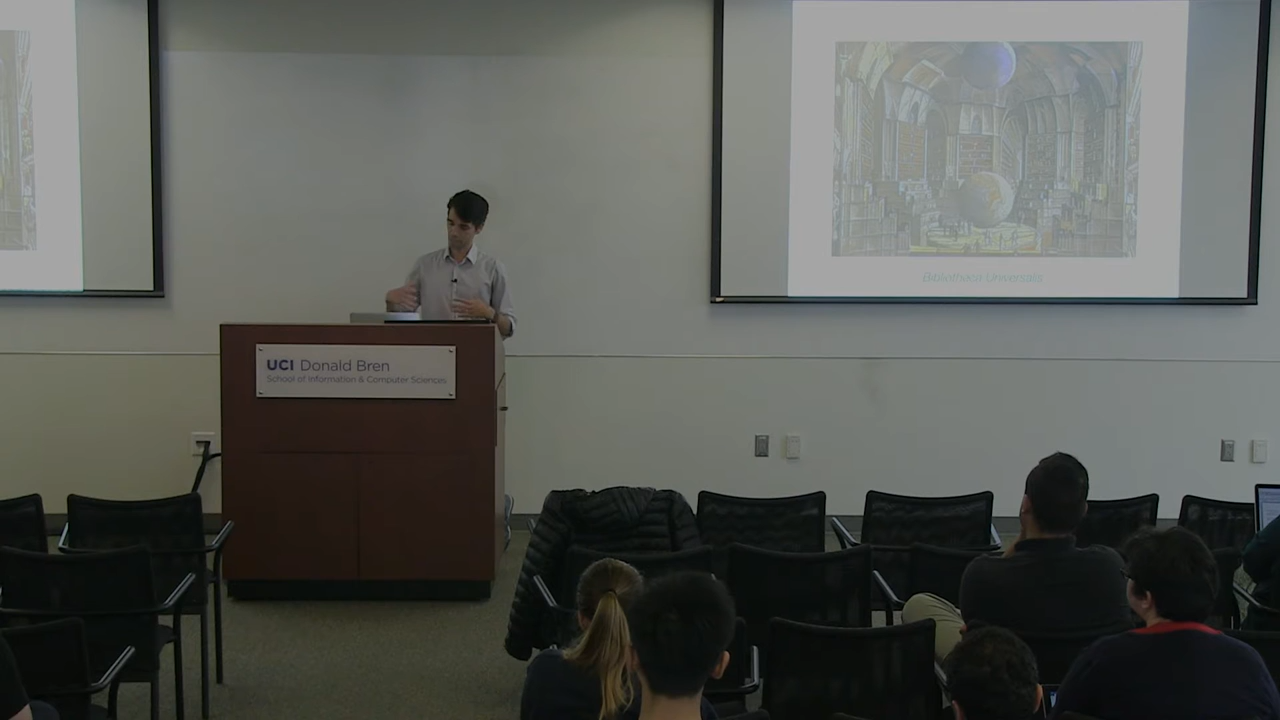 UCI Donald Bren
School of Information & Computer Sciences
Bibliotheca Universalis